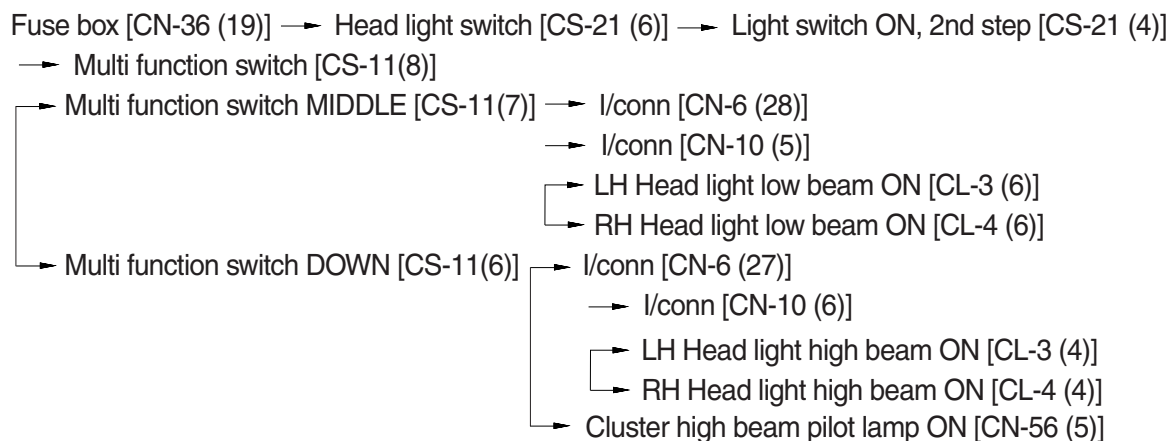 Fuse box [CN-36 (19)] → Head light switch [CS-21 (6)] → Light switch ON, 2nd step [CS-21 (4)]
→ Multi function switch [CS-11(8)]
→ Multi function switch MIDDLE [CS-11(7)] → I/conn [CN-6 (28)]
→ I/conn [CN-10 (5)]
→ LH Head light low beam ON [CL-3 (6)]
→ RH Head light low beam ON [CL-4 (6)]
→ Multi function switch DOWN [CS-11(6)] → I/conn [CN-6 (27)]
→ I/conn [CN-10 (6)]
→ LH Head light high beam ON [CL-3 (4)]
→ RH Head light high beam ON [CL-4 (4)]
→ Cluster high beam pilot lamp ON [CN-56 (5)]